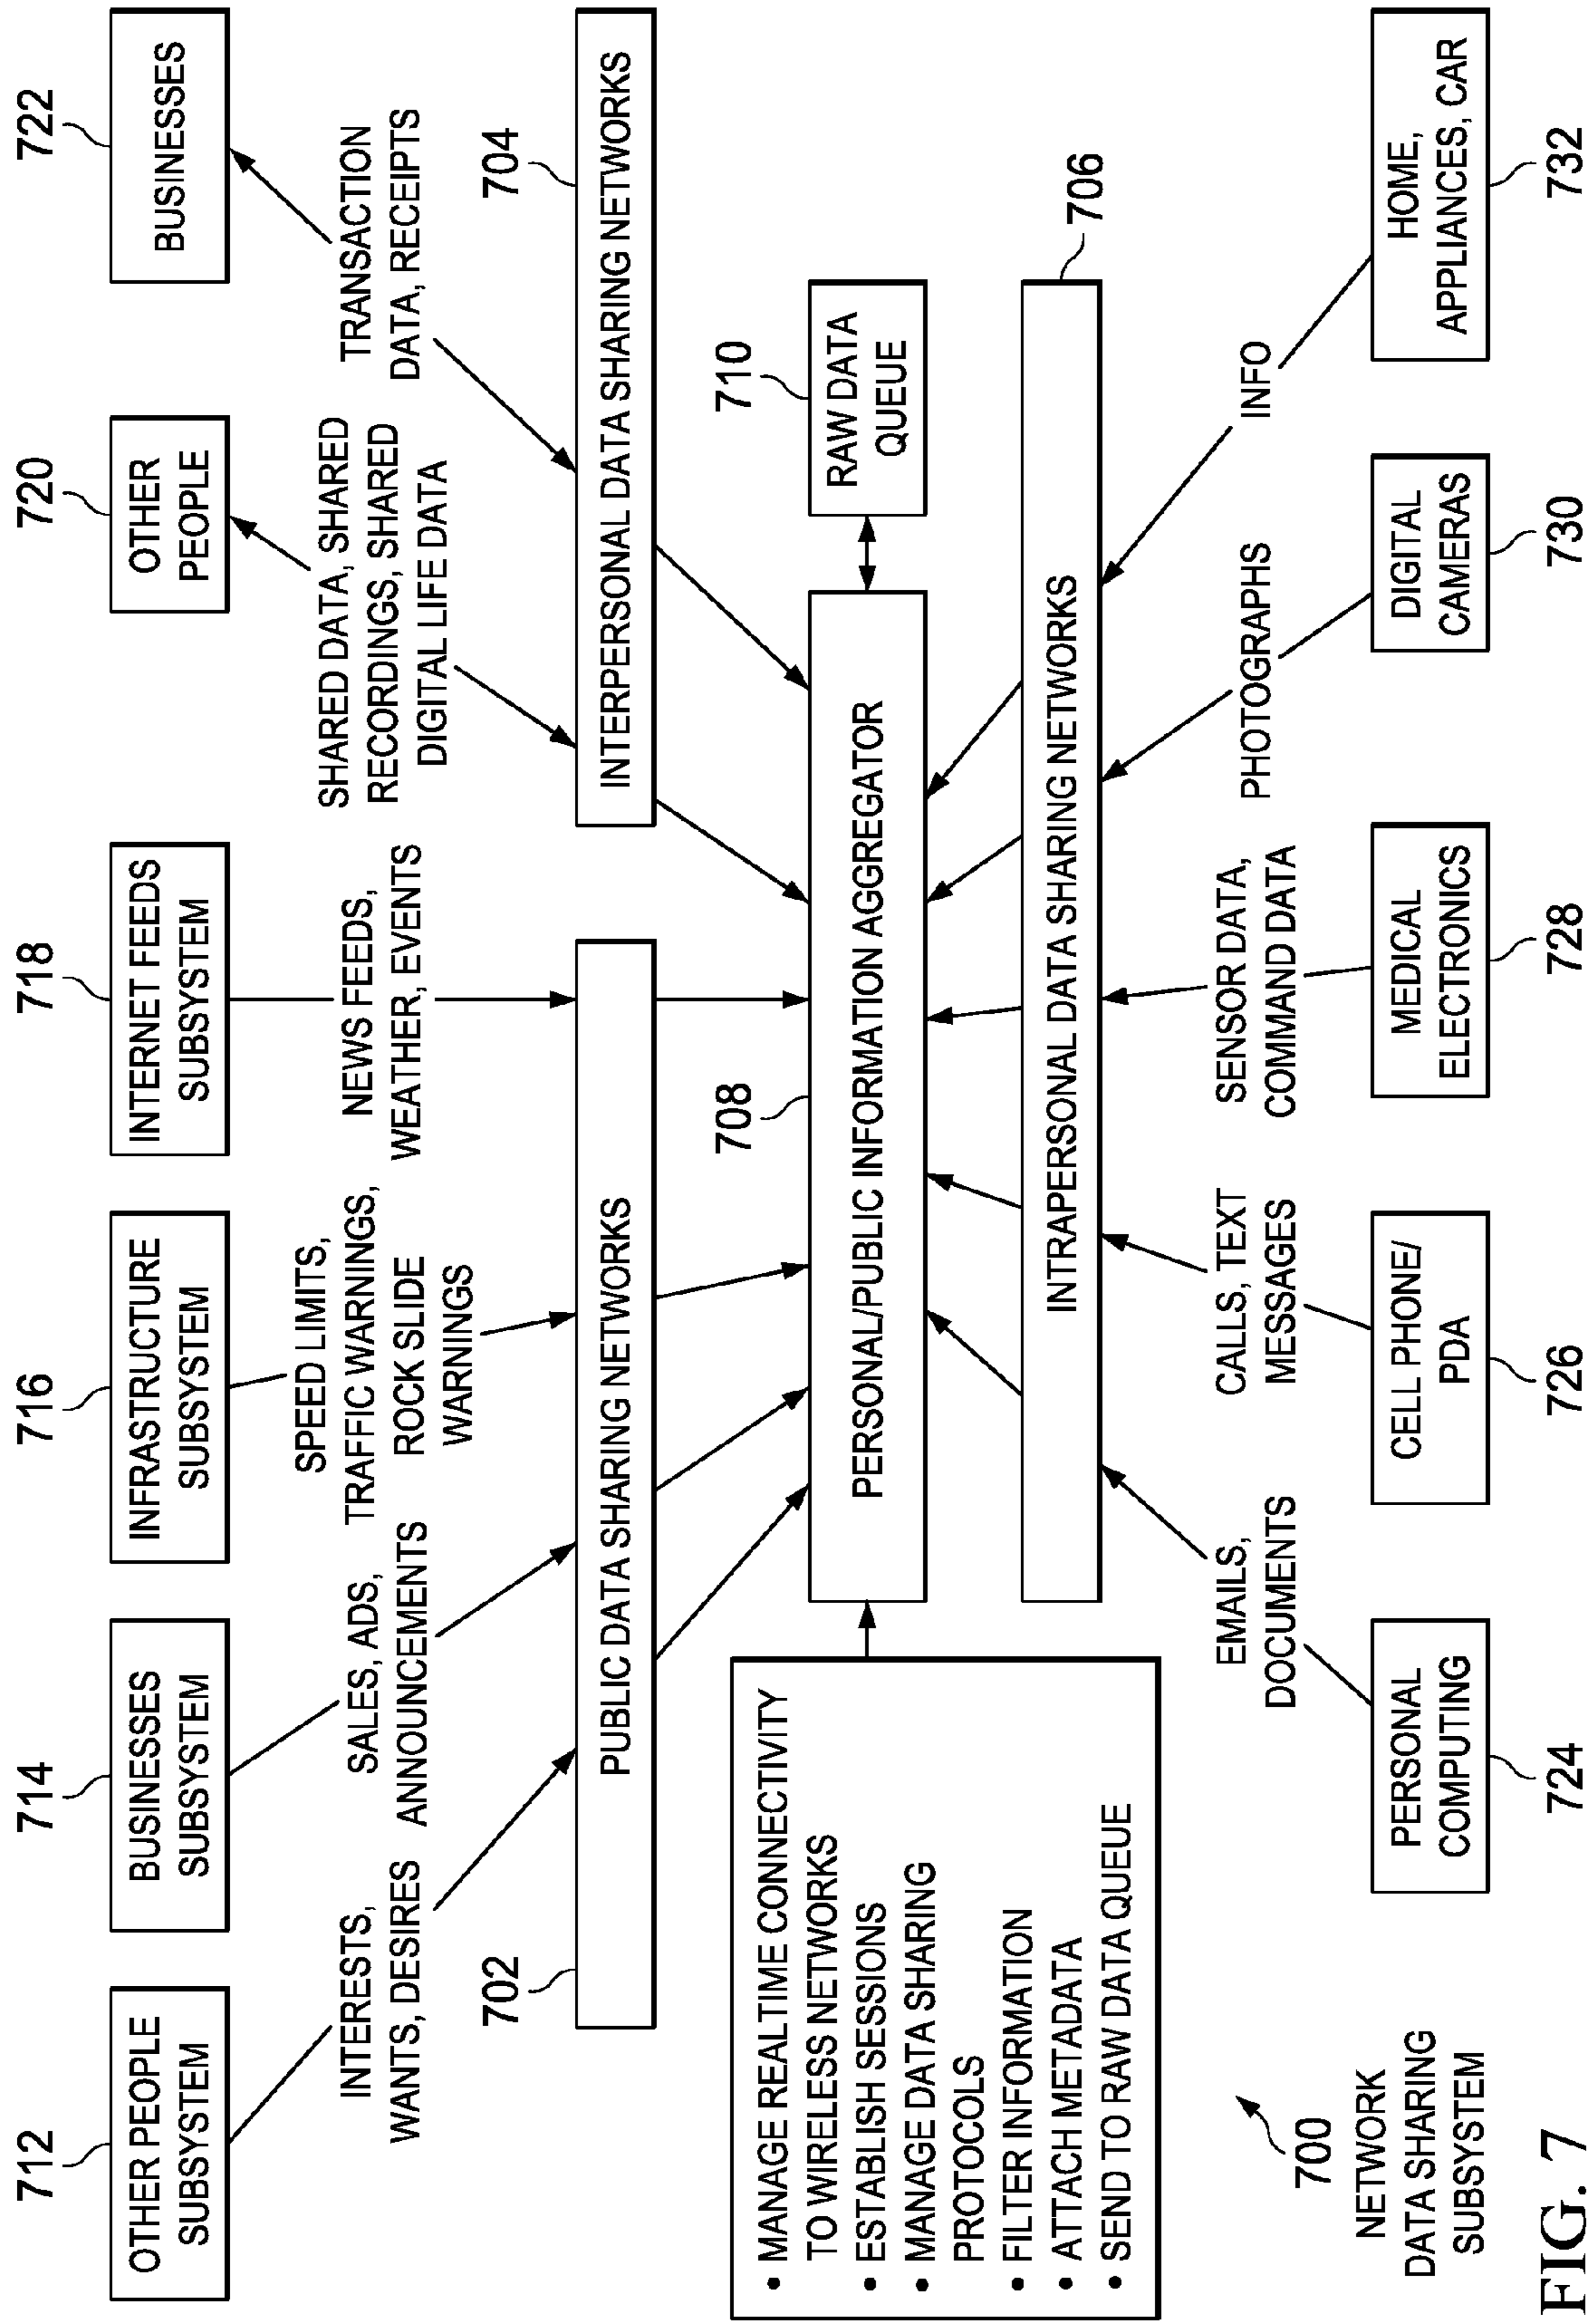 712
714
716
718
720
722
OTHER PEOPLE
SUBSYSTEM
BUSINESSES
SUBSYSTEM
INFRASTRUCTURE
SUBSYSTEM
INTERNET FEEDS
SUBSYSTEM
OTHER
PEOPLE
BUSINESSES
INTERESTS,
WANTS, DESIRES
SALES, ADS,
ANNOUNCEMENTS
SPEED LIMITS,
TRAFFIC WARNINGS,
ROCK SLIDE
WARNINGS
NEWS FEEDS,
WEATHER, EVENTS
SHARED DATA, SHARED
RECORDINGS, SHARED
DIGITAL LIFE DATA
TRANSACTION
DATA, RECEIPTS
702
704
PUBLIC DATA SHARING NETWORKS
INTERPERSONAL DATA SHARING NETWORKS
708
710
• MANAGE REALTIME CONNECTIVITY
TO WIRELESS NETWORKS
• ESTABLISH SESSIONS
• MANAGE DATA SHARING
PROTOCOLS
• FILTER INFORMATION
• ATTACH METADATA
• SEND TO RAW DATA QUEUE
PERSONAL/PUBLIC INFORMATION AGGREGATOR
RAW DATA
QUEUE
INTRAPERSONAL DATA SHARING NETWORKS
706
EMAILS,
DOCUMENTS
CALLS, TEXT
MESSAGES
SENSOR DATA,
COMMAND DATA
PHOTOGRAPHS
INFO
PERSONAL
COMPUTING
CELL PHONE/
PDA
MEDICAL
ELECTRONICS
DIGITAL
CAMERAS
HOME,
APPLIANCES, CAR
724
726
728
730
732
700
NETWORK
DATA SHARING
SUBSYSTEM
FIG. 7